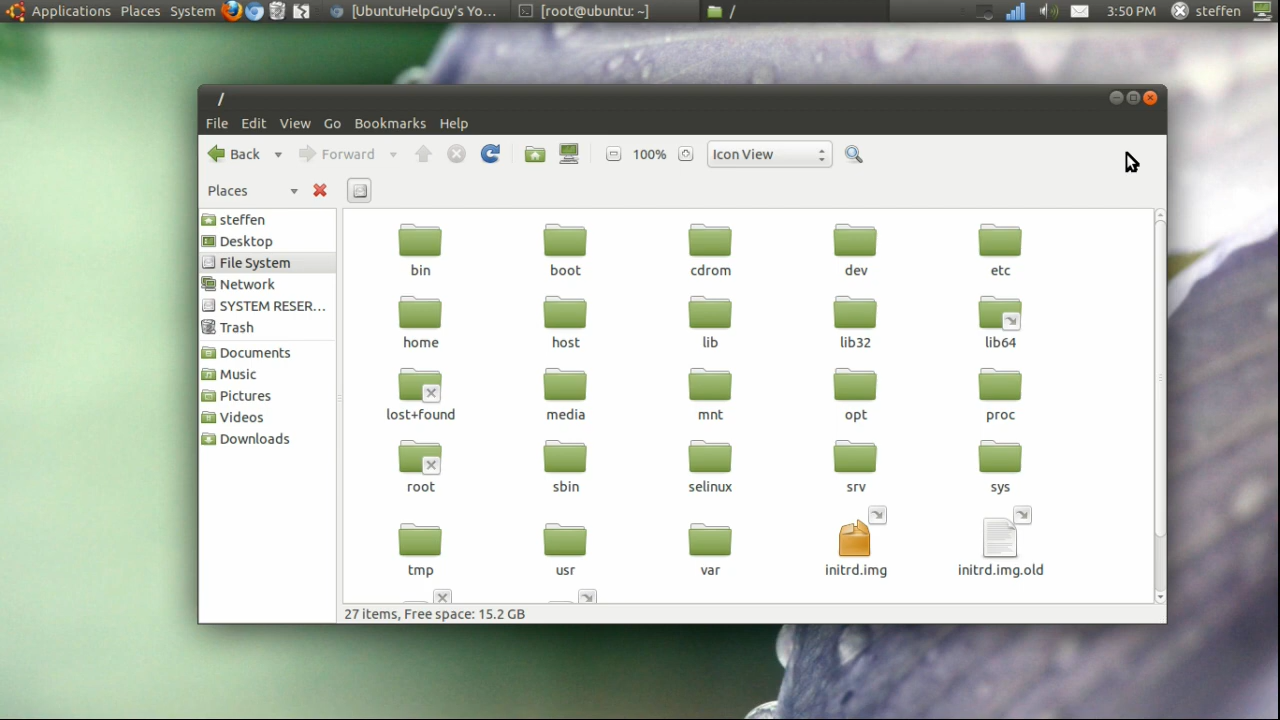 Applications Places System [UbuntuHelpGuy's Yo... [root@ubuntu: ~] / 3:50 PM steffen
/
File Edit View Go Bookmarks Help
Back Forward 100% Icon View
Places
steffen
Desktop
File System
Network
SYSTEM RESER...
Trash
Documents
Music
Pictures
Videos
Downloads
bin boot cdrom dev etc
home host lib lib32 lib64
lost+found media mnt opt proc
root sbin selinux srv sys
tmp usr var initrd.img initrd.img.old
27 items, Free space: 15.2 GB